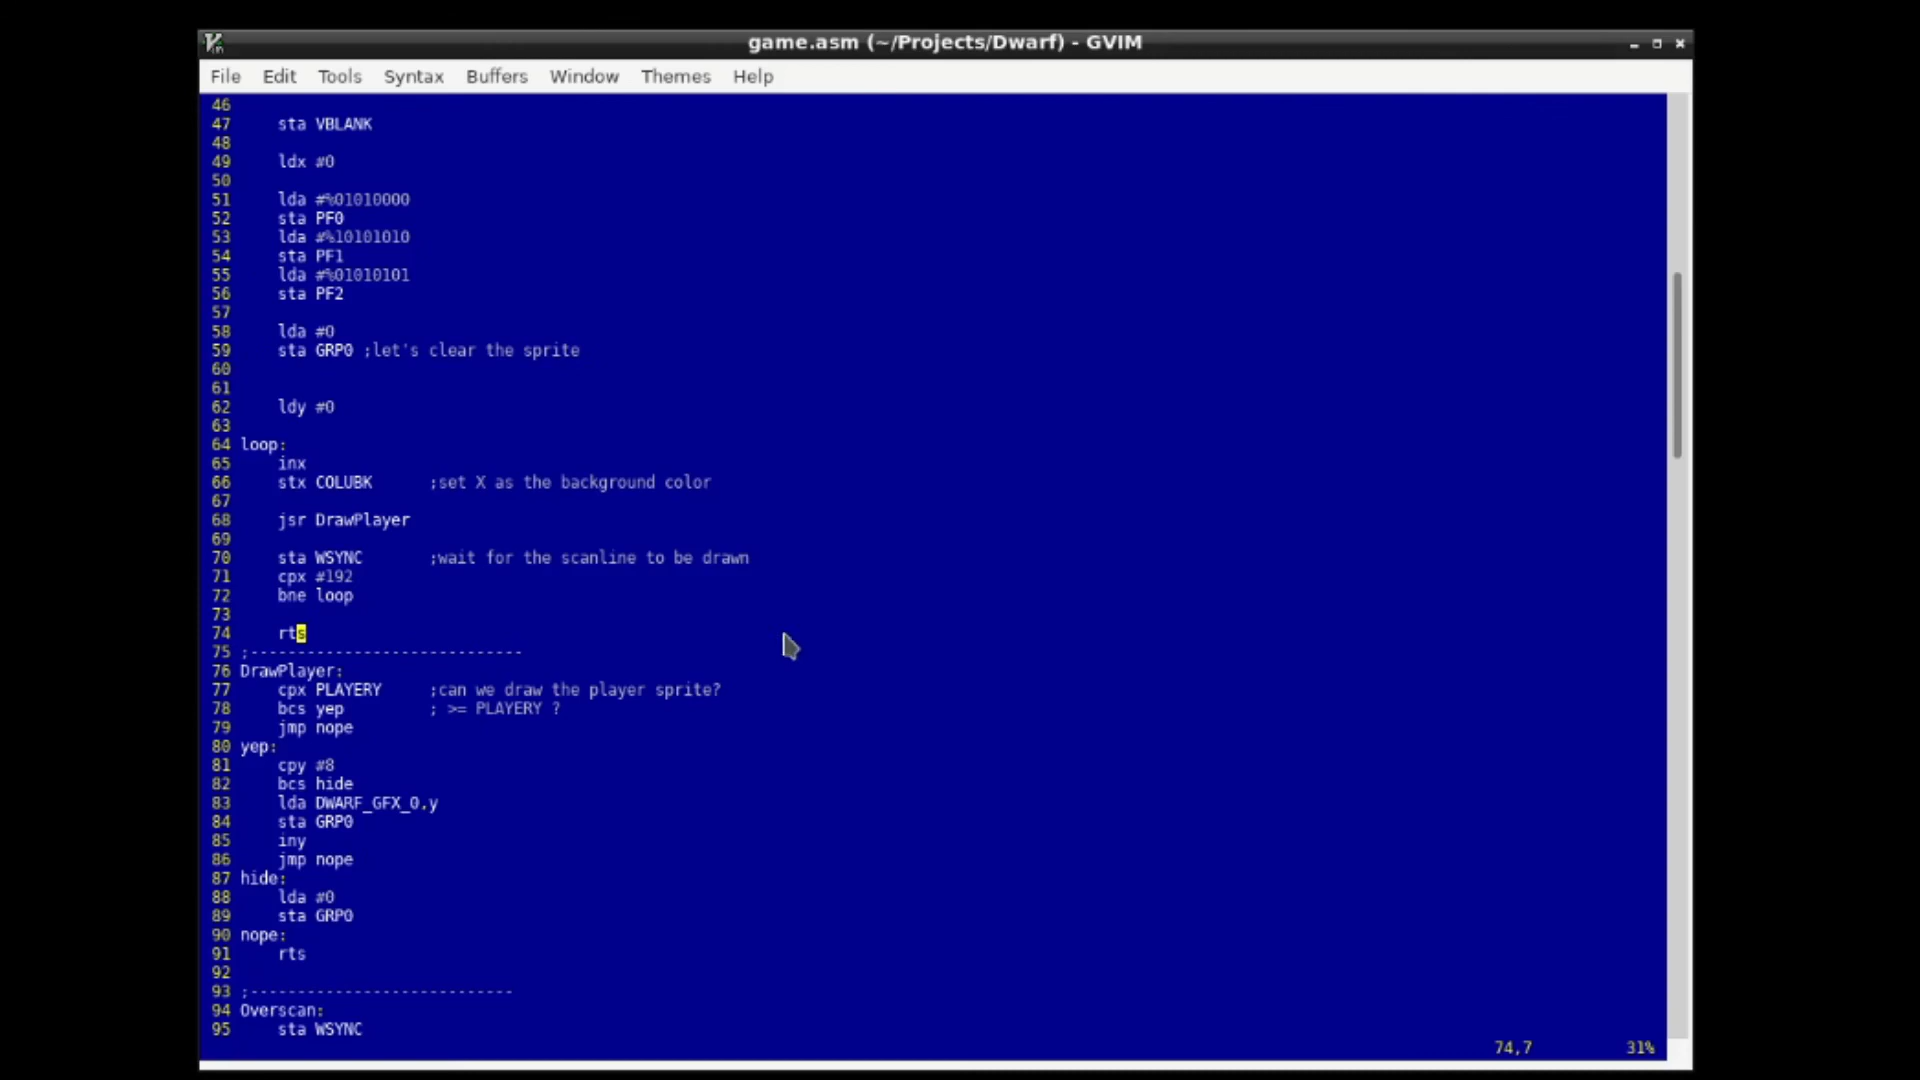 game.asm (~/Projects/Dwarf) - GVIM
File Edit Tools Syntax Buffers Window Themes Help
46
47 sta VBLANK
48
49 ldx #0
50
51 lda #%01010000
52 sta PF0
53 lda #%10101010
54 sta PF1
55 lda #%01010101
56 sta PF2
57
58 lda #0
59 sta GRP0 ;let's clear the sprite
60
61
62 ldy #0
63
64 loop:
65 inx
66 stx COLUBK ;set X as the background color
67
68 jsr DrawPlayer
69
70 sta WSYNC ;wait for the scanline to be drawn
71 cpx #192
72 bne loop
73
74 rts
75 ;-----------------------------
76 DrawPlayer:
77 cpx PLAYERY ;can we draw the player sprite?
78 bcs yep ; >= PLAYERY ?
79 jmp nope
80 yep:
81 cpy #8
82 bcs hide
83 lda DWARF_GFX_0,y
84 sta GRP0
85 iny
86 jmp nope
87 hide:
88 lda #0
89 sta GRP0
90 nope:
91 rts
92
93 ;----------------------------
94 Overscan:
95 sta WSYNC
74,7 31%